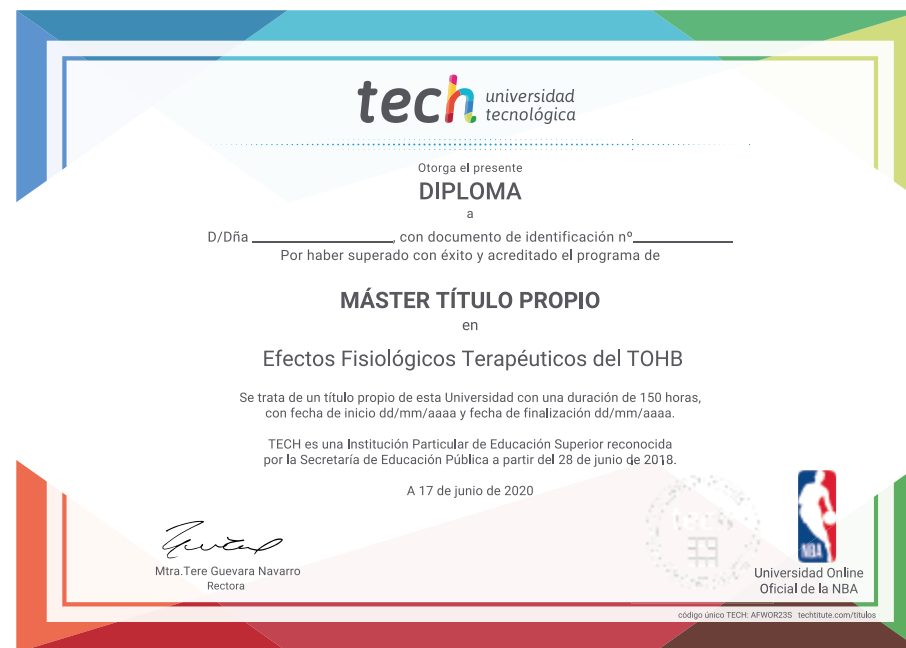 tech universidad
tecnológica
Otorga el presente
DIPLOMA
a
D/Dña ____________________, con documento de identificación nº______________
Por haber superado con éxito y acreditado el programa de
MÁSTER TÍTULO PROPIO
en
Efectos Fisiológicos Terapéuticos del TOHB
Se trata de un título propio de esta Universidad con una duración de 150 horas,
con fecha de inicio dd/mm/aaaa y fecha de finalización dd/mm/aaaa.
TECH es una Institución Particular de Educación Superior reconocida
por la Secretaría de Educación Pública a partir del 28 de junio de 2018.
A 17 de junio de 2020
tech
Mtra.Tere Guevara Navarro
Rectora
NBA
Universidad Online
Oficial de la NBA
código único TECH: AFWOR23S techtitute.com/titulos